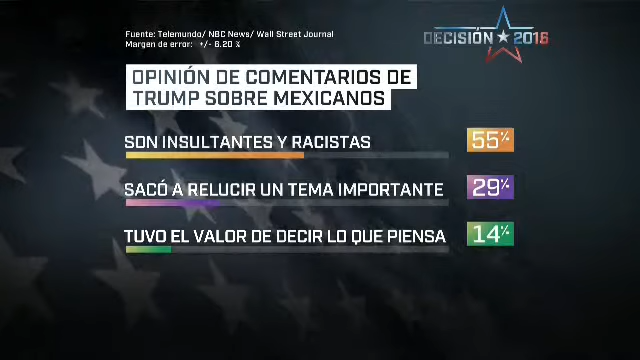 Fuente: Telemundo/ NBC News/ Wall Street Journal
Margen de error: +/- 6.20 %
DECISIÓN 2016
OPINIÓN DE COMENTARIOS DE
TRUMP SOBRE MEXICANOS
SON INSULTANTES Y RACISTAS 55%
SACÓ A RELUCIR UN TEMA IMPORTANTE 29%
TUVO EL VALOR DE DECIR LO QUE PIENSA 14%